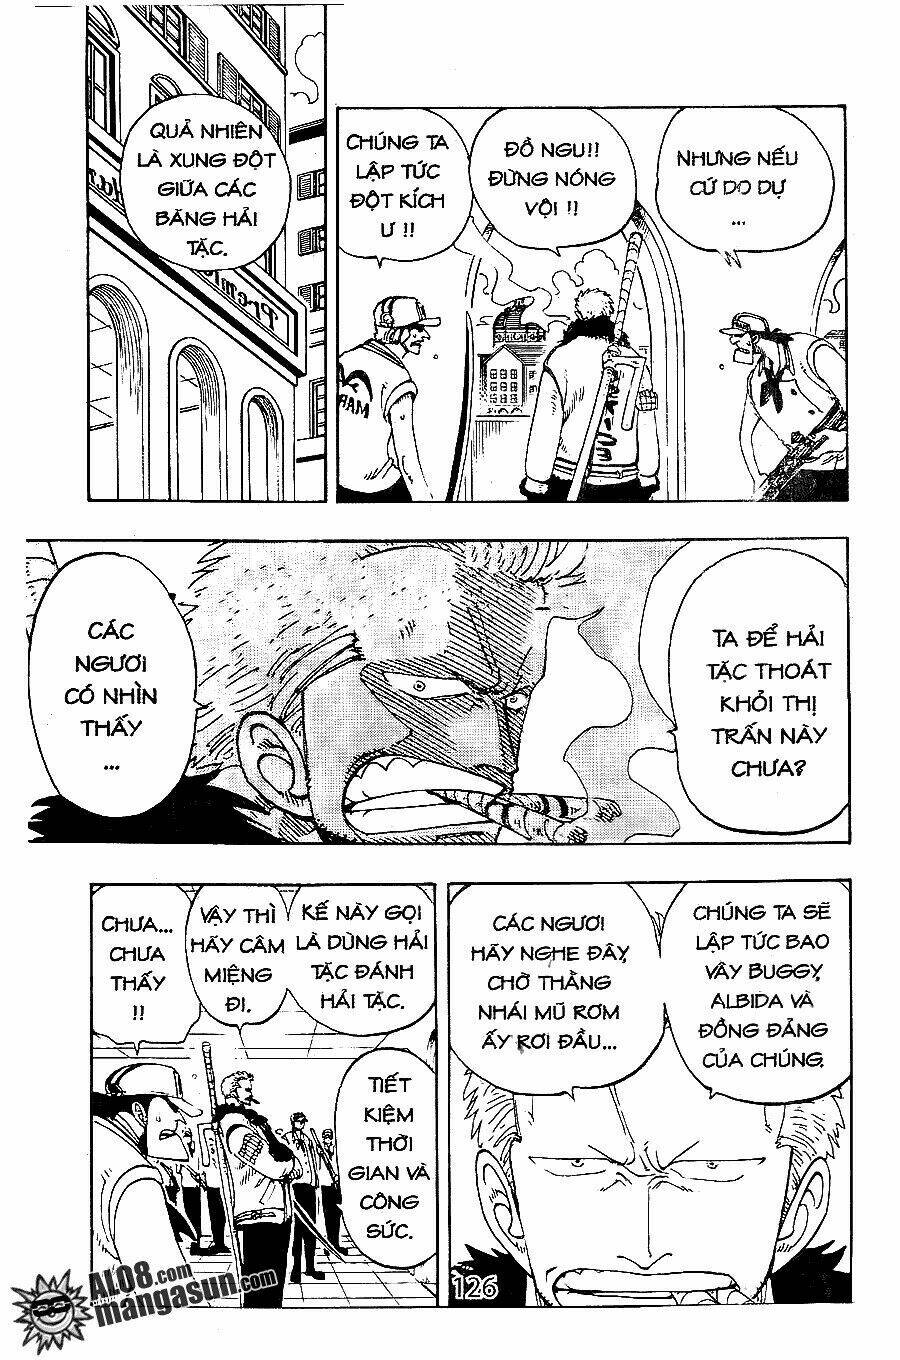 QUẢ NHIÊN
LÀ XUNG ĐỘT
GIỮA CÁC
BĂNG HẢI
TẶC.
CHÚNG TA
LẬP TỨC
ĐỘT KÍCH
Ư !!
ĐỒ NGU!!
ĐỪNG NÓNG
VỘI !!
NHƯNG NẾU
CỨ DO DỰ
...
MAR
CÁC
NGƯƠI
CÓ NHÌN
THẤY
...
TA ĐỂ HẢI
TẶC THOÁT
KHỎI THỊ
TRẤN NÀY
CHƯA?
CHƯA...
CHƯA
THẤY
!!
VẬY THÌ
HÃY CÂM
MIỆNG
ĐI.
KẾ NÀY GỌI
LÀ DÙNG HẢI
TẶC ĐÁNH
HẢI TẶC.
TIẾT
KIỆM
THỜI
GIAN VÀ
CÔNG
SỨC.
CÁC NGƯƠI
HÃY NGHE ĐÂY,
CHỜ THẰNG
NHÁI MŨ RƠM
ẤY RƠI ĐẦU...
CHÚNG TA SẼ
LẬP TỨC BAO
VÂY BUGGY,
ALBIDA VÀ
ĐỒNG ĐẢNG
CỦA CHÚNG.
126
ALO8.com
mangasun.com